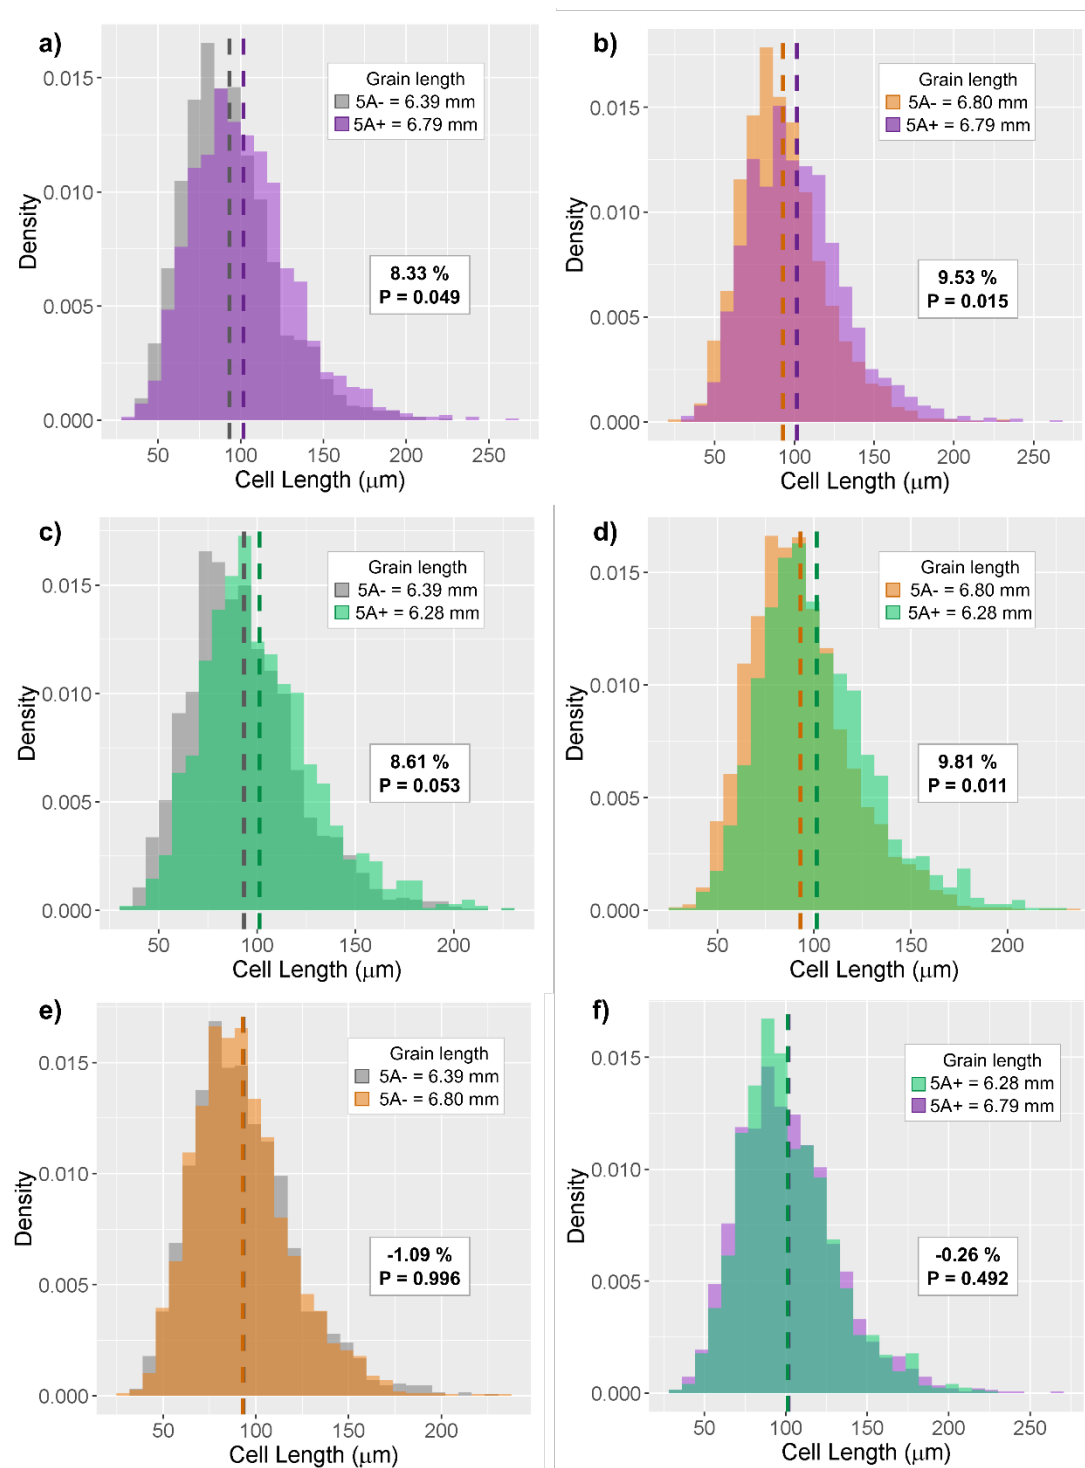 a)
Grain length
5A- = 6.39 mm
5A+ = 6.79 mm
8.33 %
P = 0.049
Density
0.015
0.010
0.005
0.000
50 100 150 200 250
Cell Length (μm)
b)
Grain length
5A- = 6.80 mm
5A+ = 6.79 mm
9.53 %
P = 0.015
Density
0.015
0.010
0.005
0.000
50 100 150 200 250
Cell Length (μm)
c)
Grain length
5A- = 6.39 mm
5A+ = 6.28 mm
8.61 %
P = 0.053
Density
0.015
0.010
0.005
0.000
50 100 150 200
Cell Length (μm)
d)
Grain length
5A- = 6.80 mm
5A+ = 6.28 mm
9.81 %
P = 0.011
Density
0.015
0.010
0.005
0.000
50 100 150 200
Cell Length (μm)
e)
Grain length
5A- = 6.39 mm
5A- = 6.80 mm
-1.09 %
P = 0.996
Density
0.015
0.010
0.005
0.000
50 100 150 200
Cell Length (μm)
f)
Grain length
5A+ = 6.28 mm
5A+ = 6.79 mm
-0.26 %
P = 0.492
Density
0.015
0.010
0.005
0.000
50 100 150 200 250
Cell Length (μm)